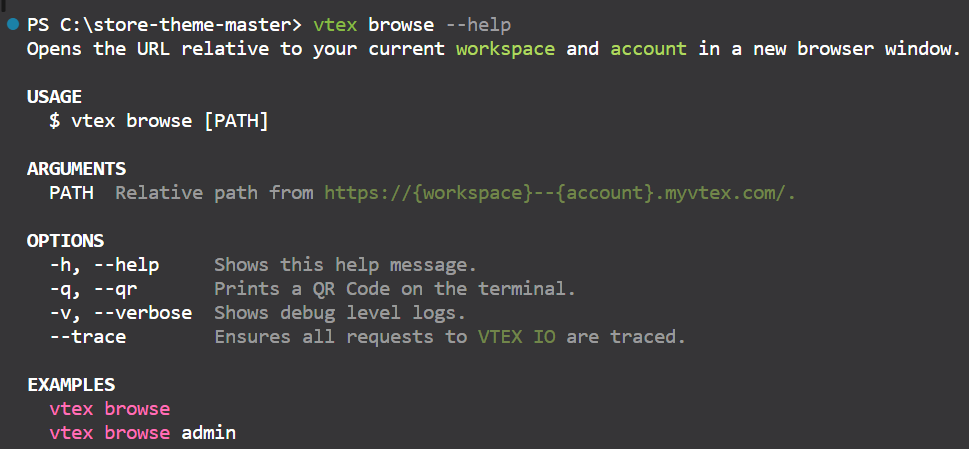 PS C:\store-theme-master> vtex browse --help
Opens the URL relative to your current workspace and account in a new browser window.
USAGE
$ vtex browse [PATH]
ARGUMENTS
PATH  Relative path from https://{workspace}--{account}.myvtex.com/.
OPTIONS
-h, --help     Shows this help message.
-q, --qr       Prints a QR Code on the terminal.
-v, --verbose  Shows debug level logs.
--trace        Ensures all requests to VTEX IO are traced.
EXAMPLES
vtex browse
vtex browse admin